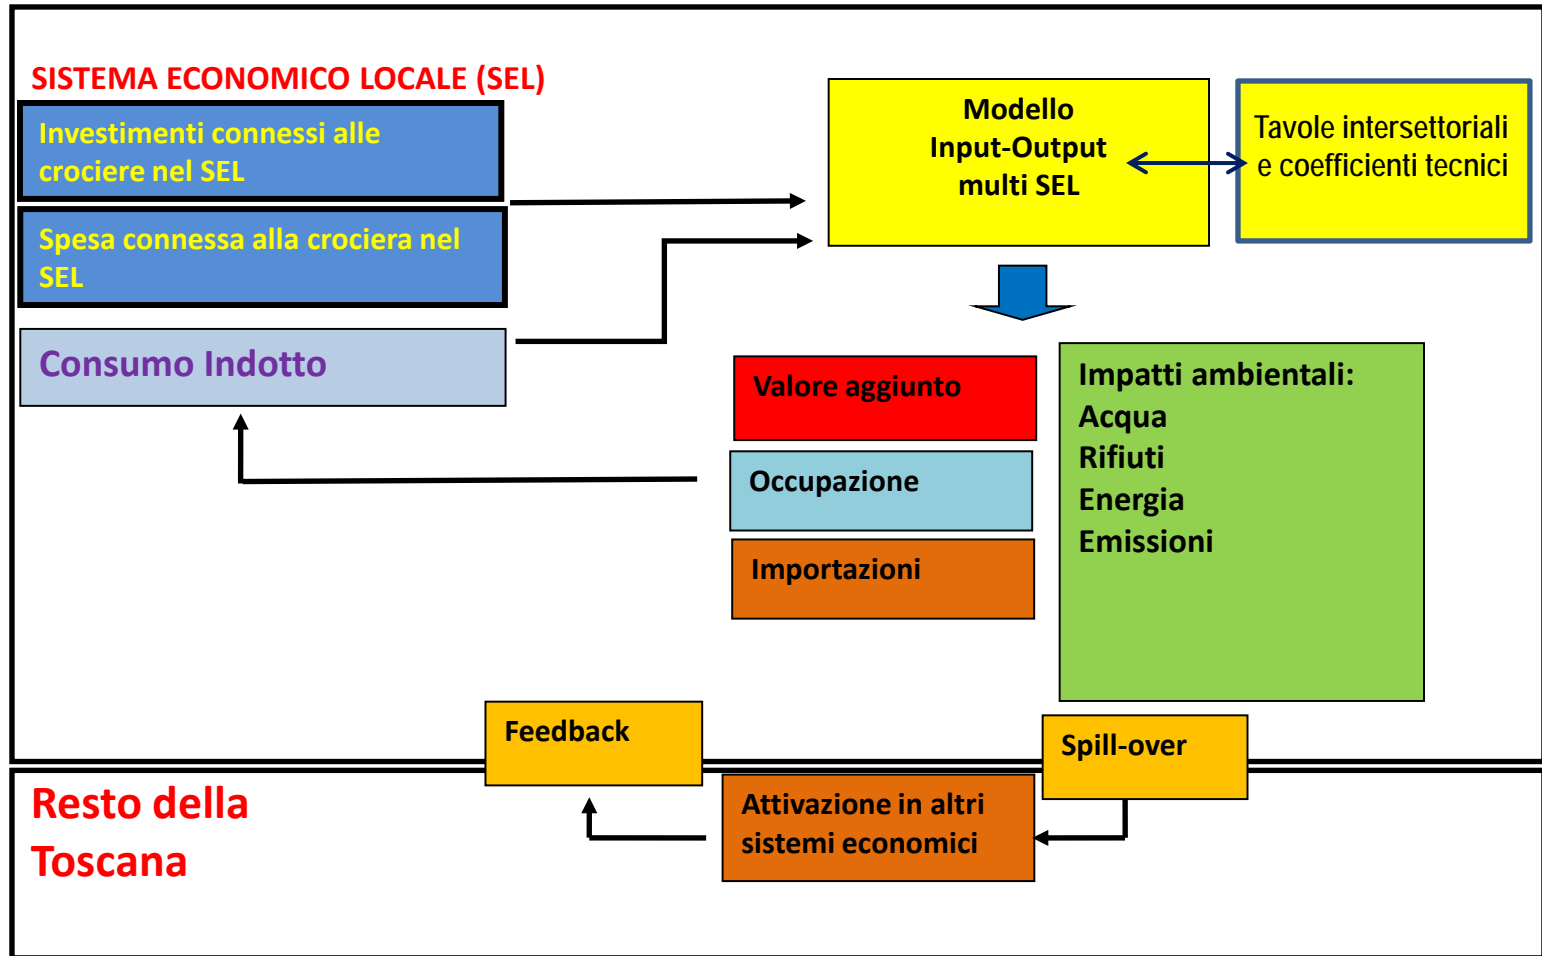 SISTEMA ECONOMICO LOCALE (SEL)
Investimenti connessi alle
crociere nel SEL
Spesa connessa alla crociera nel
SEL
Consumo Indotto
Modello
Input-Output
multi SEL
Tavole intersettoriali
e coefficienti tecnici
Valore aggiunto
Occupazione
Importazioni
Impatti ambientali:
Acqua
Rifiuti
Energia
Emissioni
Feedback
Spill-over
Resto della
Toscana
Attivazione in altri
sistemi economici